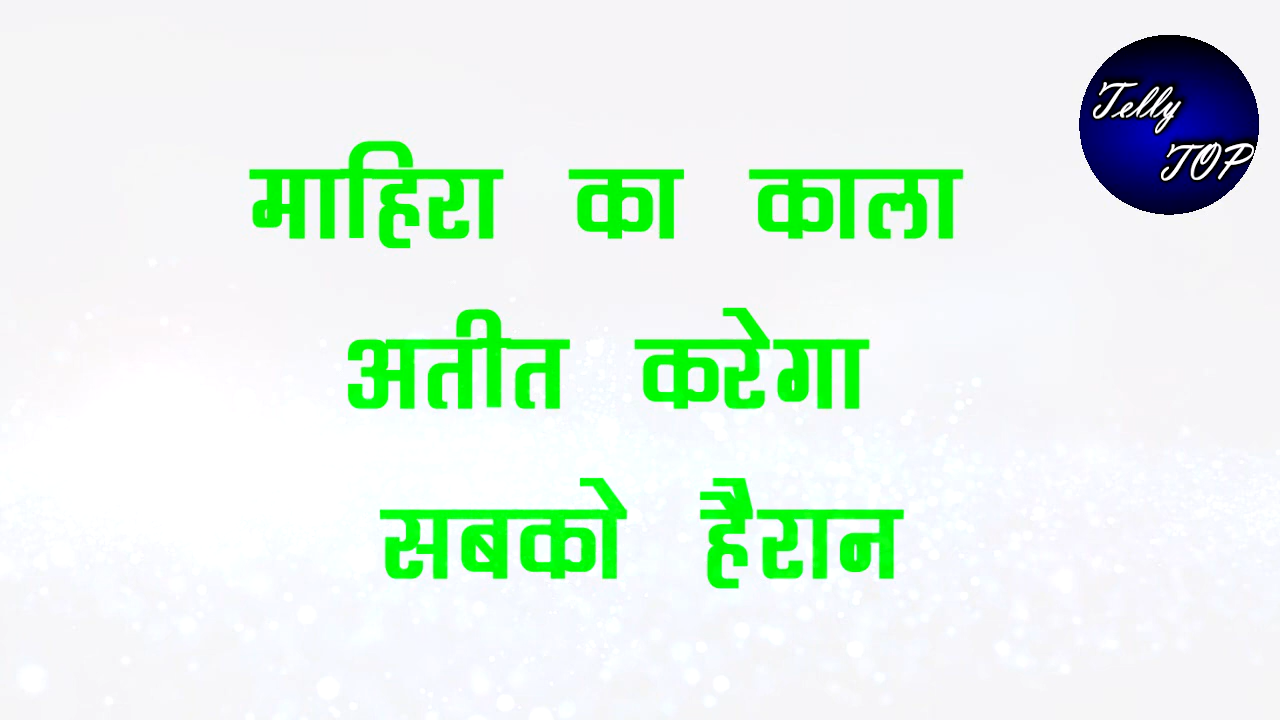 Telly
TOP
माहिरा का काला
अतीत करेगा
सबको हैरान